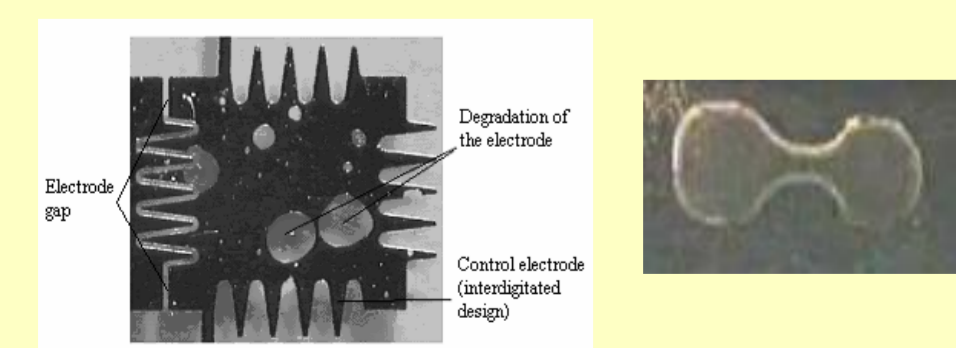 Degradation of
the electrode
Electrode
gap
Control electrode
(interdigitated
design)